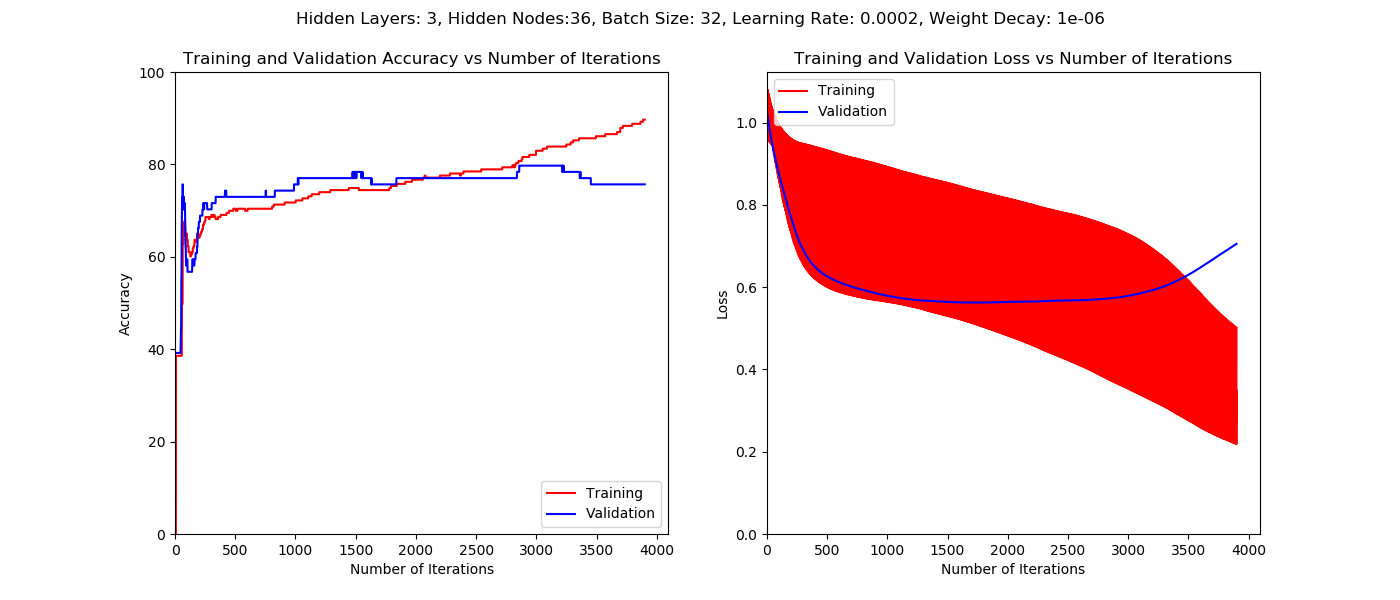 Hidden Layers: 3, Hidden Nodes:36, Batch Size: 32, Learning Rate: 0.0002, Weight Decay: 1e-06
Training and Validation Accuracy vs Number of Iterations
100
80
60
40
20
0
Accuracy
0 500 1000 1500 2000 2500 3000 3500 4000
Number of Iterations
Training
Validation
Training and Validation Loss vs Number of Iterations
Training
Validation
1.0
0.8
0.6
0.4
0.2
0.0
Loss
0 500 1000 1500 2000 2500 3000 3500 4000
Number of Iterations